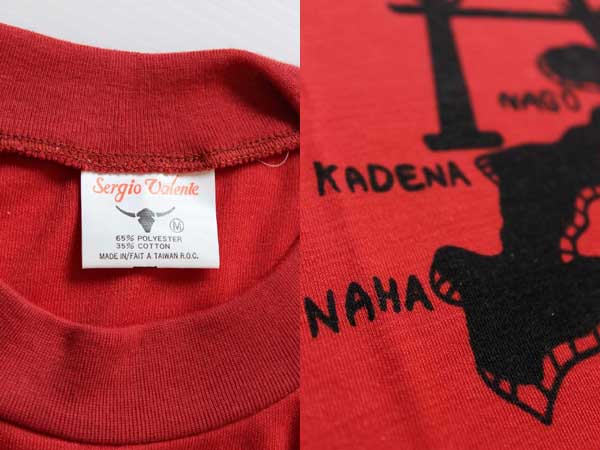 Sergio Valente
M
65% POLYESTER
35% COTTON
MADE IN/FAIT A TAIWAN R.O.C.
NAGO
KADENA
NAHA